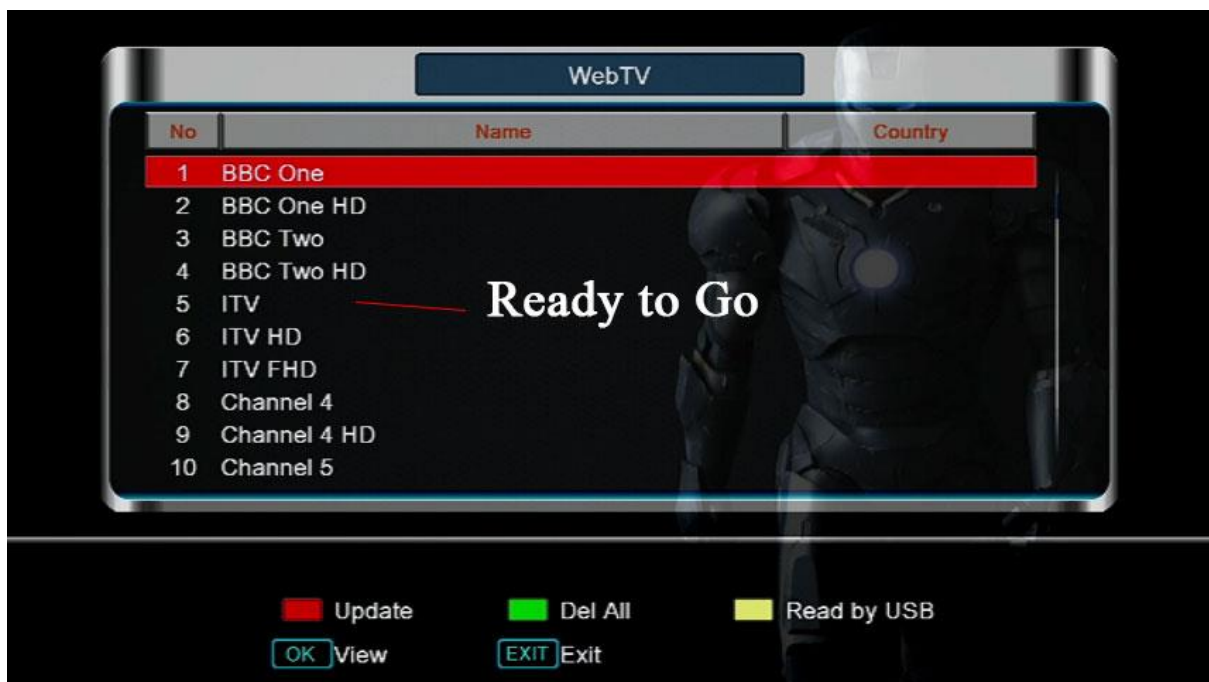 WebTV
No Name Country
1 BBC One
2 BBC One HD
3 BBC Two
4 BBC Two HD
5 ITV
Ready to Go
6 ITV HD
7 ITV FHD
8 Channel 4
9 Channel 4 HD
10 Channel 5
Update Del All Read by USB
OK View EXIT Exit